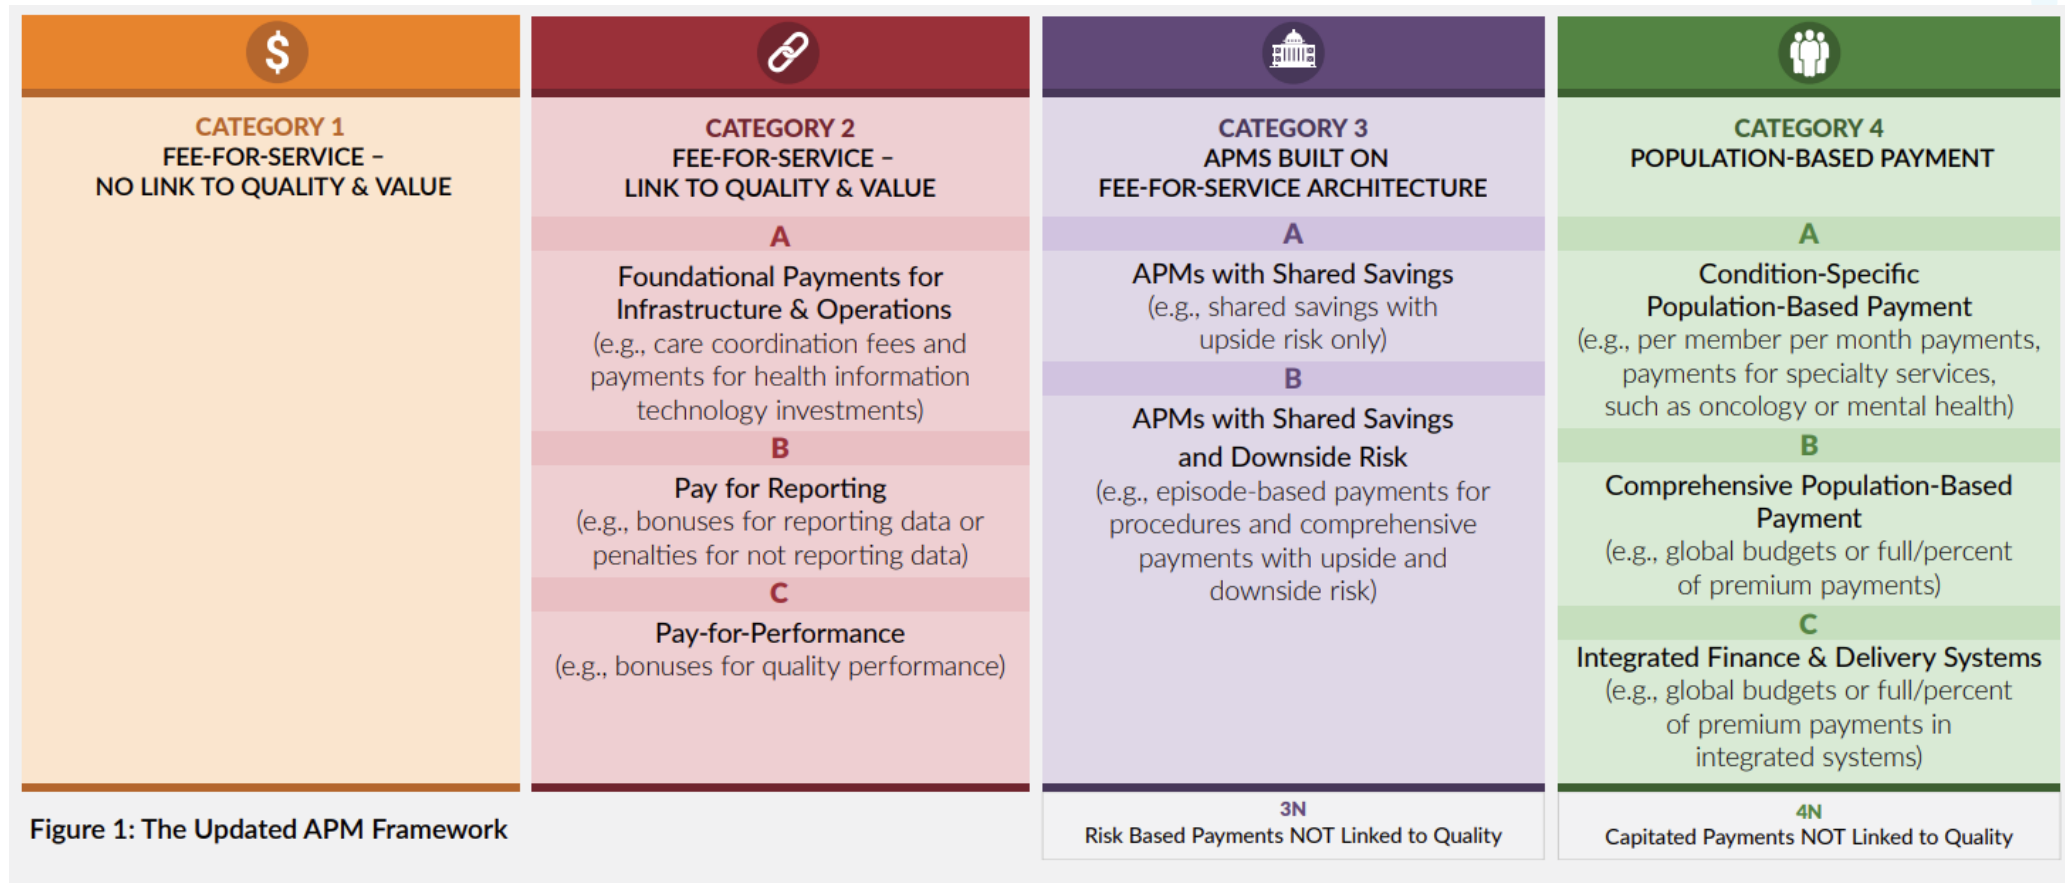 $
CATEGORY 1
FEE-FOR-SERVICE –
NO LINK TO QUALITY & VALUE
CATEGORY 2
FEE-FOR-SERVICE –
LINK TO QUALITY & VALUE
A
Foundational Payments for
Infrastructure & Operations
(e.g., care coordination fees and
payments for health information
technology investments)
B
Pay for Reporting
(e.g., bonuses for reporting data or
penalties for not reporting data)
C
Pay-for-Performance
(e.g., bonuses for quality performance)
CATEGORY 3
APMS BUILT ON
FEE-FOR-SERVICE ARCHITECTURE
A
APMs with Shared Savings
(e.g., shared savings with
upside risk only)
B
APMs with Shared Savings
and Downside Risk
(e.g., episode-based payments for
procedures and comprehensive
payments with upside and
downside risk)
3N
Risk Based Payments NOT Linked to Quality
CATEGORY 4
POPULATION-BASED PAYMENT
A
Condition-Specific
Population-Based Payment
(e.g., per member per month payments,
payments for specialty services,
such as oncology or mental health)
B
Comprehensive Population-Based
Payment
(e.g., global budgets or full/percent
of premium payments)
C
Integrated Finance & Delivery Systems
(e.g., global budgets or full/percent
of premium payments in
integrated systems)
4N
Capitated Payments NOT Linked to Quality
Figure 1: The Updated APM Framework